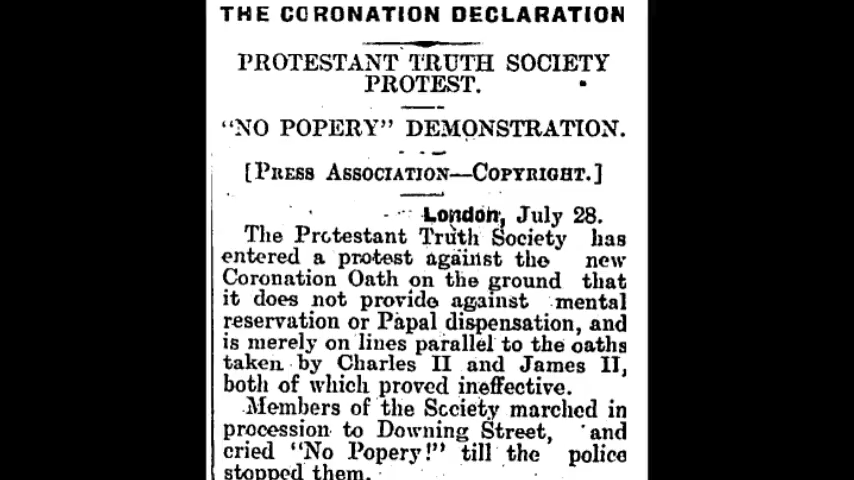 THE CORONATION DECLARATION
PROTESTANT TRUTH SOCIETY
PROTEST.
"NO POPERY" DEMONSTRATION.
[PRESS ASSOCIATION—COPYRIGHT.]
London, July 28.
The Protestant Truth Society has
entered a protest against the new
Coronation Oath on the ground that
it does not provide against mental
reservation or Papal dispensation, and
is merely on lines parallel to the oaths
taken by Charles II and James II,
both of which proved ineffective.
Members of the Society marched in
procession to Downing Street, and
cried "No Popery!" till the police
stopped them.